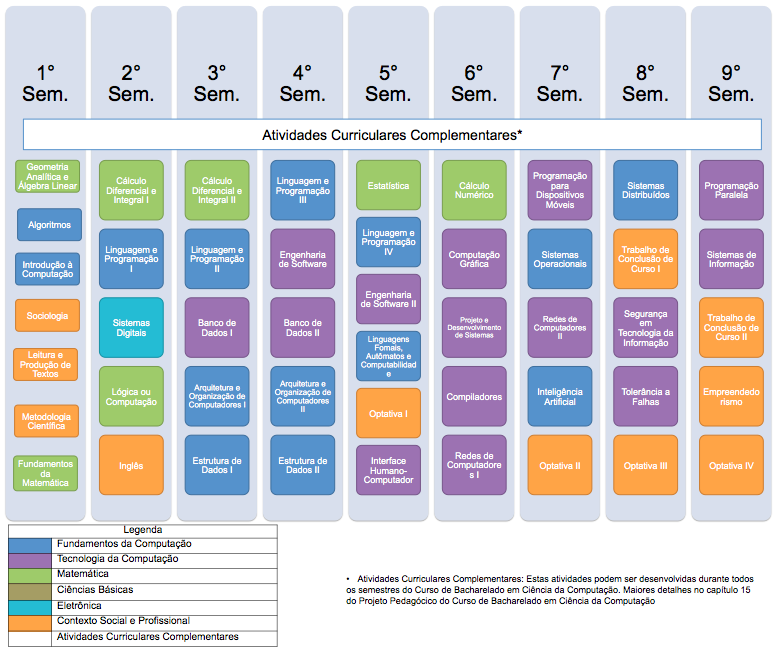 1°
Sem.
2°
Sem.
3°
Sem.
4°
Sem.
5°
Sem.
6°
Sem.
7°
Sem.
8°
Sem.
9°
Sem.
Atividades Curriculares Complementares*
Geometria
Analítica e
Álgebra Linear
Algoritmos
Introdução à
Computação
Sociologia
Leitura e
Produção de
Textos
Metodologia
Científica
Fundamentos
da
Matemática
Cálculo
Diferencial e
Integral I
Linguagem e
Programação
I
Sistemas
Digitais
Lógica ou
Computação
Inglês
Cálculo
Diferencial e
Integral II
Linguagem e
Programação
II
Banco de
Dados I
Arquitetura e
Organização de
Computadores I
Estrutura de
Dados I
Linguagem e
Programação
III
Engenharia
de Software
Banco de
Dados II
Arquitetura e
Organização de
Computadores
II
Estrutura de
Dados II
Estatística
Linguagem e
Programação
IV
Engenharia
de Software II
Linguagens
Fomais,
Autômatos e
Computabilidad
e
Optativa I
Interface
Humano-
Computador
Cálculo
Numérico
Computação
Gráfica
Projeto e
Desenvolvimento
de Sistemas
Compiladores
Redes de
Computadore
s I
Programação
para
Dispositivos
Móveis
Sistemas
Operacionais
Redes de
Computadores
II
Inteligência
Artificial
Optativa II
Sistemas
Distribuídos
Trabalho de
Conclusão de
Curso I
Segurança
em
Tecnologia da
Informação
Tolerância a
Falhas
Optativa III
Programação
Paralela
Sistemas de
Informação
Trabalho de
Conclusão de
Curso II
Empreendedo
rismo
Optativa IV
Legenda
Fundamentos da Computação
Tecnologia da Computação
Matemática
Ciências Básicas
Eletrônica
Contexto Social e Profissional
Atividades Curriculares Complementares
• Atividades Curriculares Complementares: Estas atividades podem ser desenvolvidas durante todos
os semestres do Curso de Bacharelado em Ciência da Computação. Maiores detalhes no capítulo 15
do Projeto Pedagógico do Curso de Bacharelado em Ciência da Computação